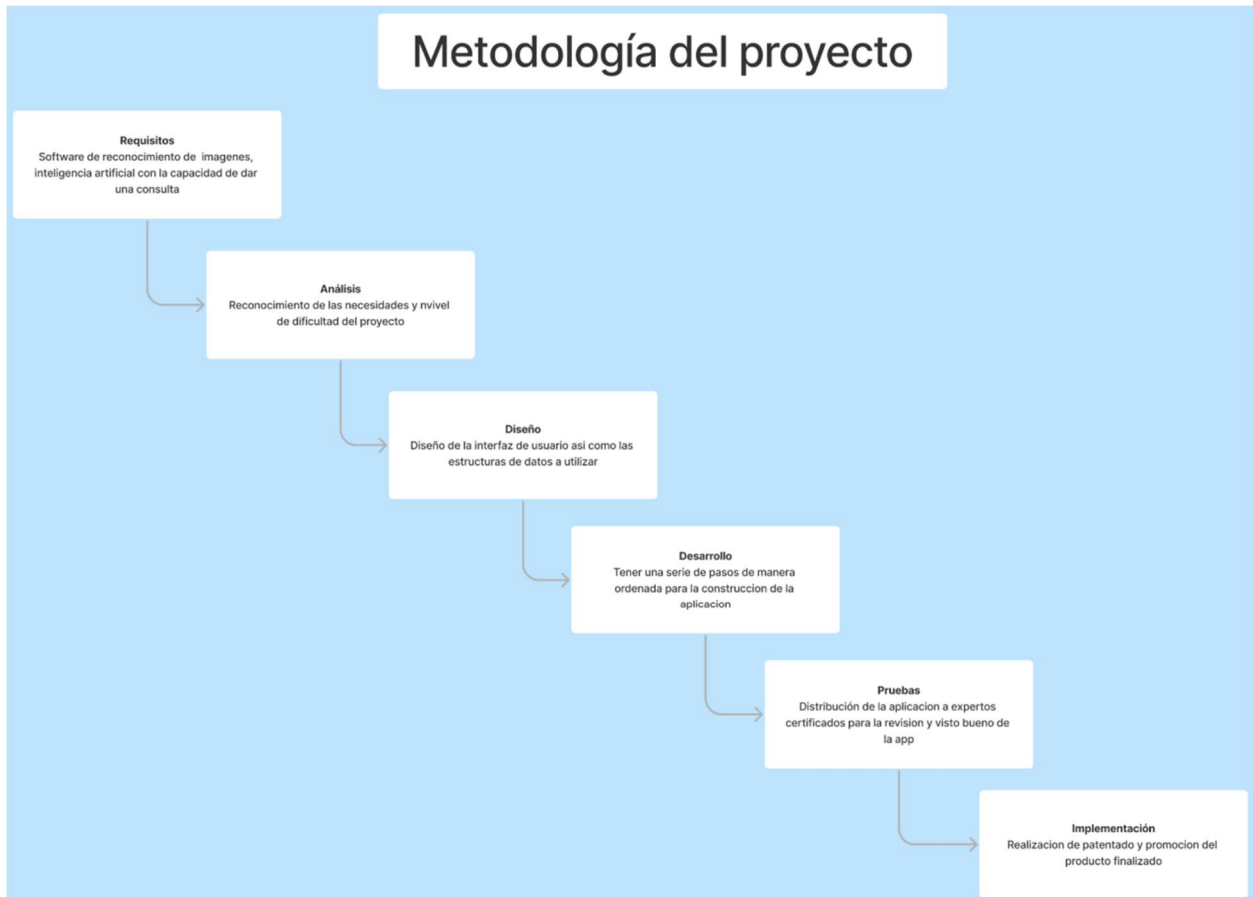 Metodología del proyecto
Requisitos
Software de reconocimiento de imagenes,
inteligencia artificial con la capacidad de dar
una consulta
Análisis
Reconocimiento de las necesidades y nvivel
de dificultad del proyecto
Diseño
Diseño de la interfaz de usuario asi como las
estructuras de datos a utilizar
Desarrollo
Tener una serie de pasos de manera
ordenada para la construccion de la
aplicacion
Pruebas
Distribución de la aplicacion a expertos
certificados para la revision y visto bueno de
la app
Implementación
Realizacion de patentado y promocion del
producto finalizado